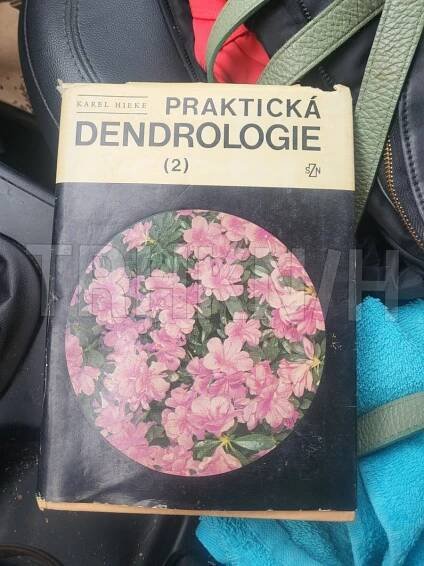 KAREL HIEKE
PRAKTICKÁ
DENDROLOGIE
(2)
SZN